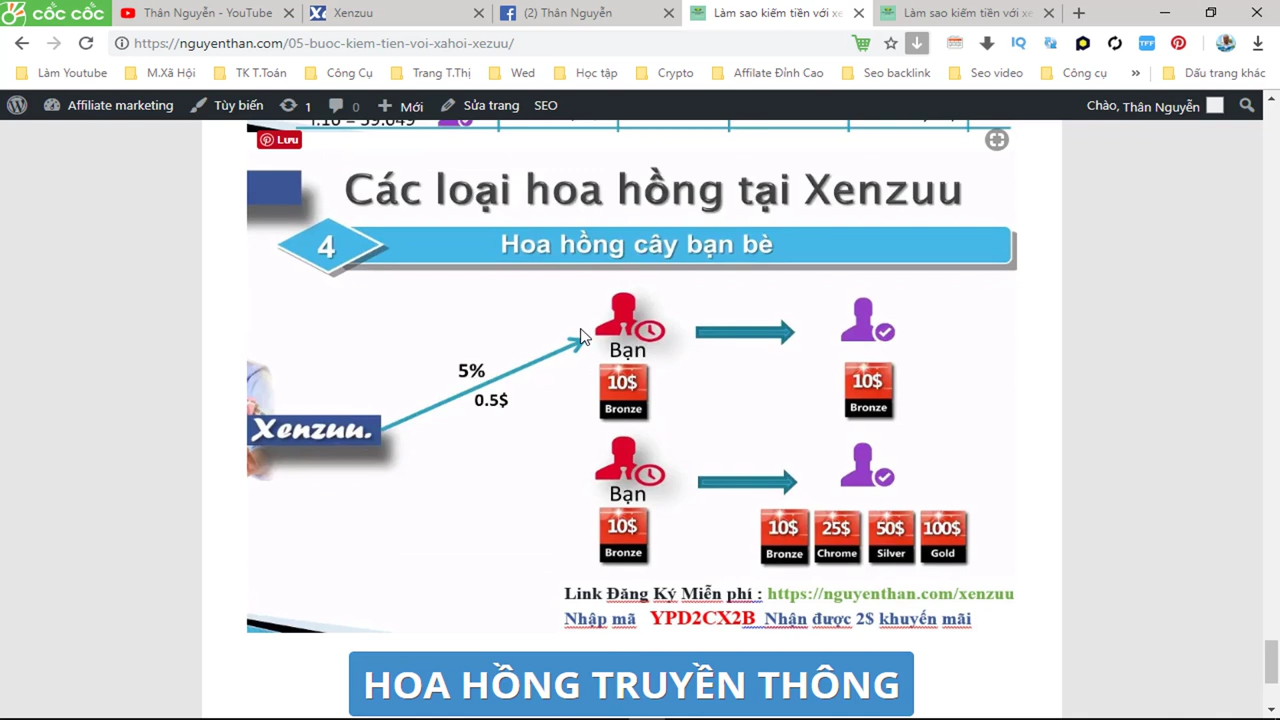 cốc cốc
Thân Nguyễn - YouTube
Xenzuu
(2) Thân Nguyễn
Làm sao kiếm tiền với xe
Làm sao kiếm tiền với xe
https://nguyenthan.com/05-buoc-kiem-tien-voi-xahoi-xezuu/
Làm Youtube
M.Xã Hội
TK T.Toán
Công Cụ
Trang T.Thị
Wed
Học tập
Crypto
Affilate Đỉnh Cao
Seo backlink
Seo video
Công cụ
»
Dấu trang khác
Affiliate marketing
Tùy biến
1
0
Mới
Sửa trang
SEO
Chào, Thân Nguyễn
Lưu
Các loại hoa hồng tại Xenzuu
4
Hoa hồng cây bạn bè
Bạn
5%
10$
Bronze
10$
Bronze
0.5$
Xenzuu.
Bạn
10$
Bronze
10$
Bronze
25$
Chrome
50$
Silver
100$
Gold
Link Đăng Ký Miễn phí : https://nguyenthan.com/xenzuu
Nhập mã YPD2CX2B Nhận được 2$ khuyến mãi
HOA HỒNG TRUYỀN THÔNG